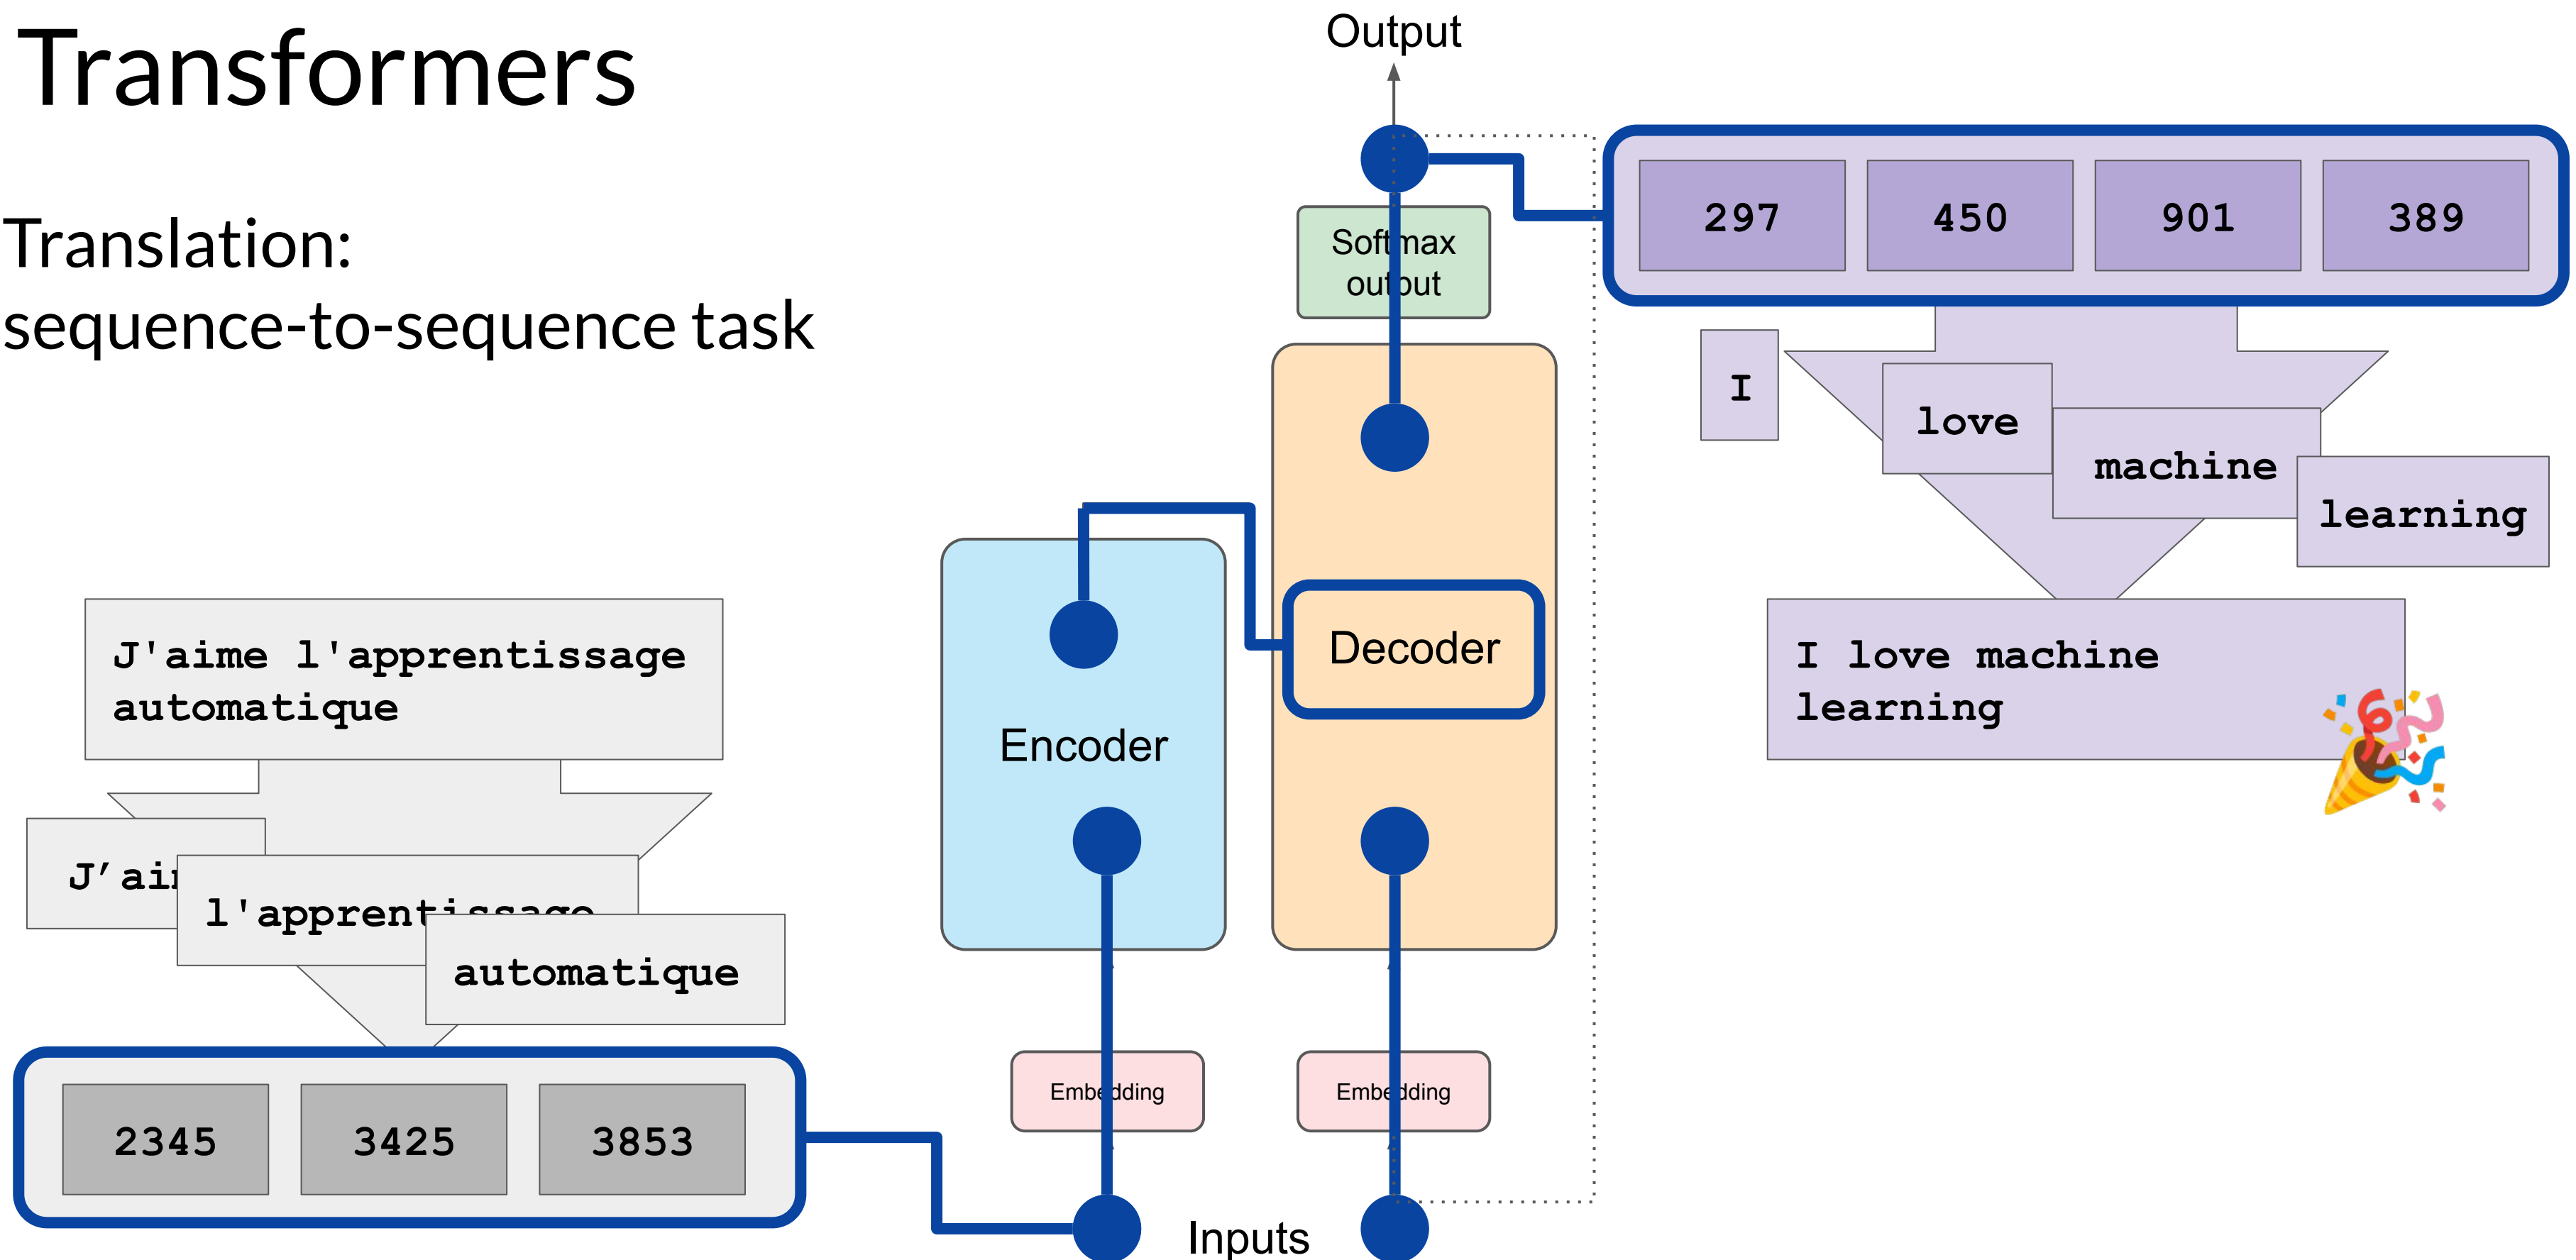 Transformers
Translation:
sequence-to-sequence task
J'aime l'apprentissage
automatique
l'apprentissage
automatique
2345 3425 3853
Encoder
Embedding
Inputs
Embedding
Decoder
Softmax
output
Output
297 450 901 389
I
love
machine
learning
I love machine
learning